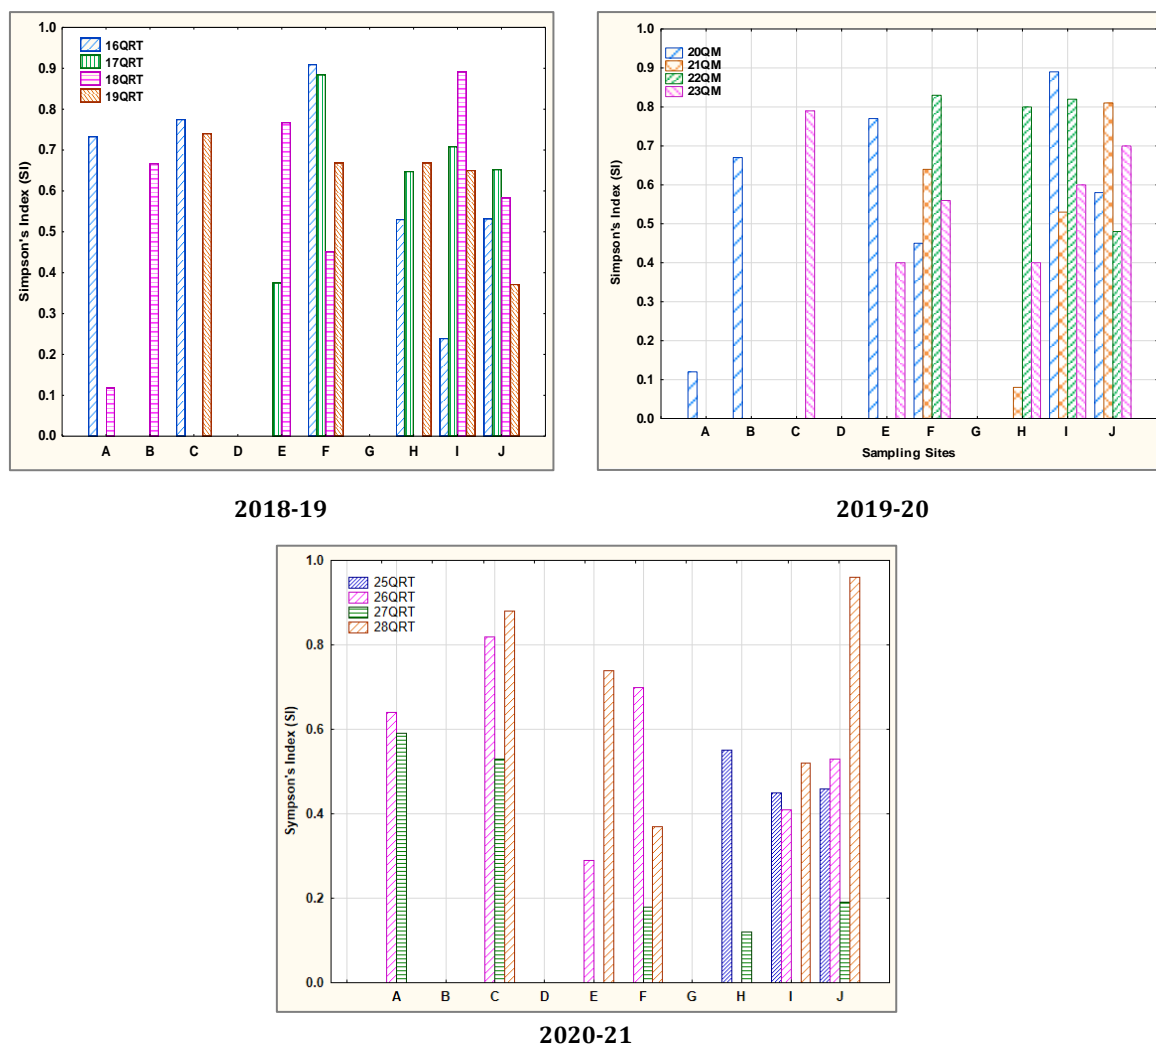 1.0
0.9
0.8
0.7
0.6
0.5
0.4
0.3
0.2
0.1
0.0
Simpson's Index (SI)
16QRT
17QRT
18QRT
19QRT
A B C D E F G H I J
2018-19
1.0
0.9
0.8
0.7
0.6
0.5
0.4
0.3
0.2
0.1
0.0
Simpson's Index (SI)
20QM
21QM
22QM
23QM
A B C D E F G H I J
Sampling Sites
2019-20
1.0
0.8
0.6
0.4
0.2
0.0
Sympson's Index (SI)
25QRT
26QRT
27QRT
28QRT
A B C D E F G H I J
2020-21